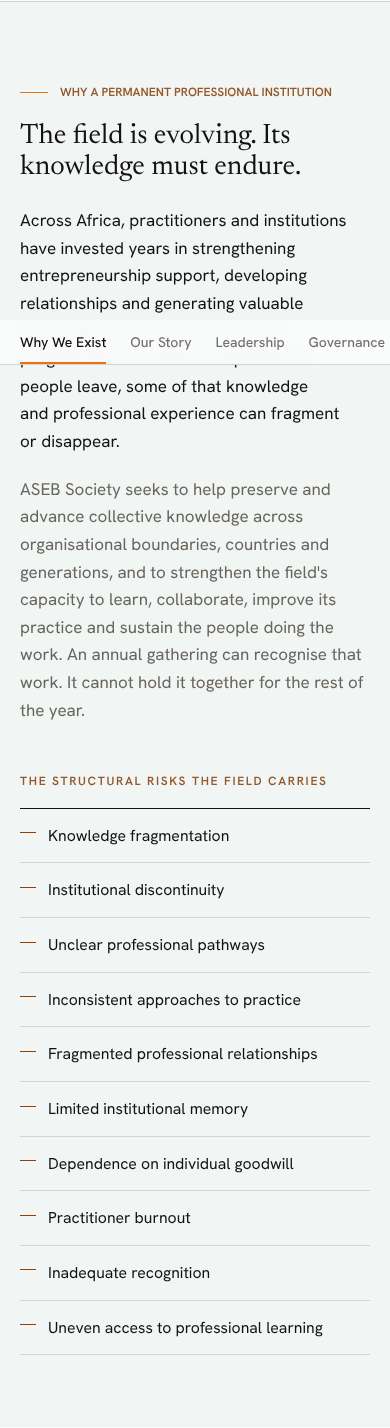 WHY A PERMANENT PROFESSIONAL INSTITUTION
The field is evolving. Its
knowledge must endure.
Across Africa, practitioners and institutions
have invested years in strengthening
entrepreneurship support, developing
relationships and generating valuable
Why We Exist Our Story Leadership Governance
people leave, some of that knowledge
and professional experience can fragment
or disappear.
ASEB Society seeks to help preserve and
advance collective knowledge across
organisational boundaries, countries and
generations, and to strengthen the field's
capacity to learn, collaborate, improve its
practice and sustain the people doing the
work. An annual gathering can recognise that
work. It cannot hold it together for the rest of
the year.
THE STRUCTURAL RISKS THE FIELD CARRIES
Knowledge fragmentation
Institutional discontinuity
Unclear professional pathways
Inconsistent approaches to practice
Fragmented professional relationships
Limited institutional memory
Dependence on individual goodwill
Practitioner burnout
Inadequate recognition
Uneven access to professional learning